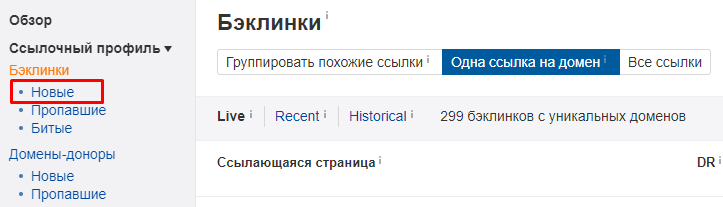 Обзор
Ссылочный профиль
Бэклинки
Новые
Пропавшие
Битые
Домены-доноры
Новые
Пропавшие
Бэклинки i
Группировать похожие ссылки i Одна ссылка на домен i Все ссылки
Live i Recent i Historical i 299 бэклинков с уникальных доменов
Ссылающаяся страница i DR i